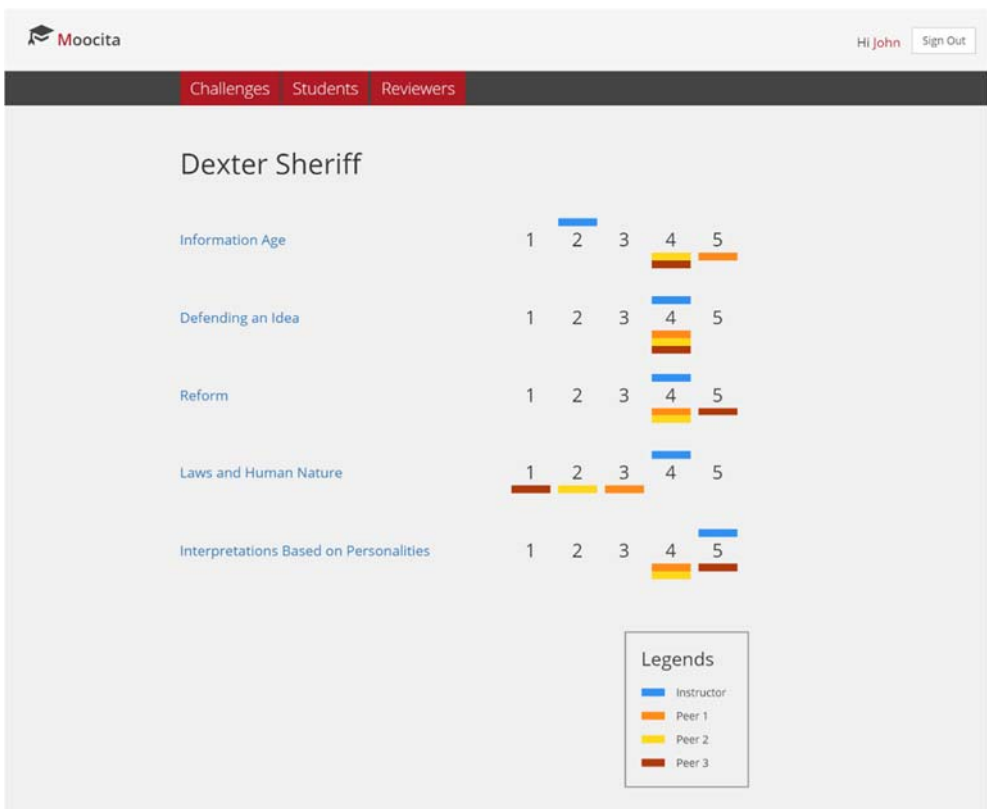 Moocita
Hi John Sign Out
Challenges Students Reviewers
Dexter Sheriff
Information Age 1 2 3 4 5
Defending an Idea 1 2 3 4 5
Reform 1 2 3 4 5
Laws and Human Nature 1 2 3 4 5
Interpretations Based on Personalities 1 2 3 4 5
Legends
Instructor
Peer 1
Peer 2
Peer 3